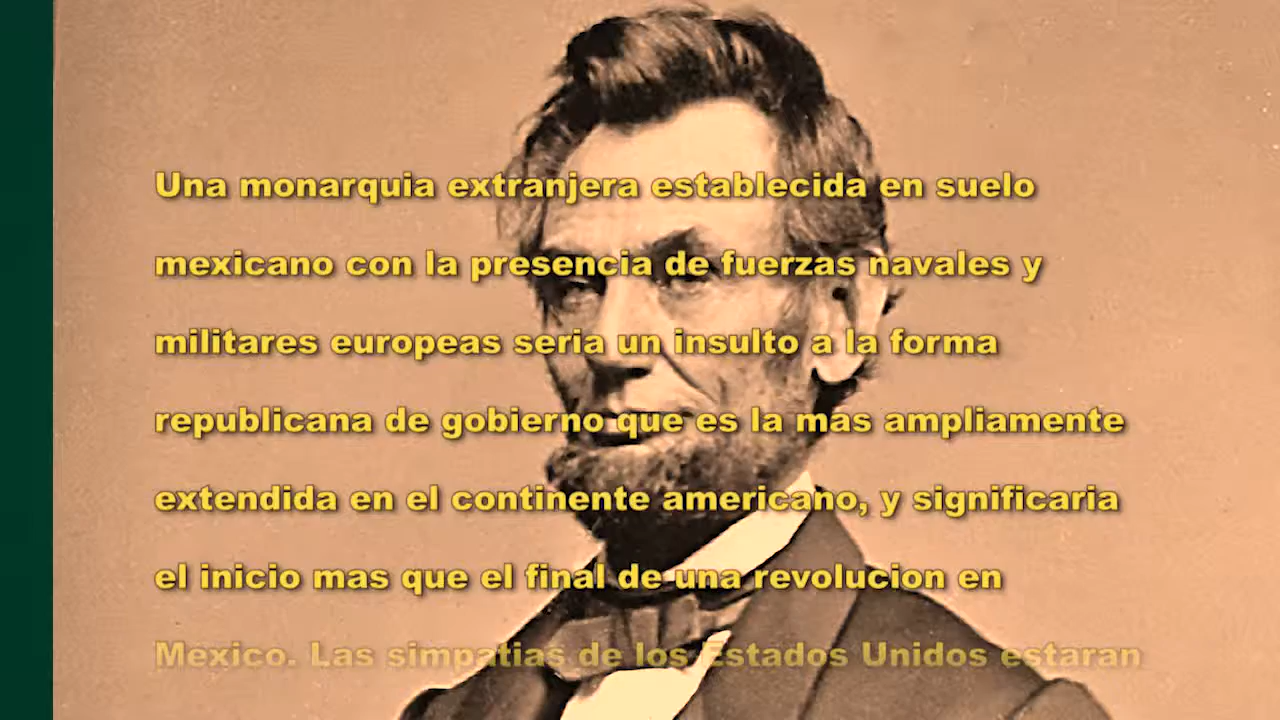 Una monarquia extranjera establecida en suelo
mexicano con la presencia de fuerzas navales y
militares europeas seria un insulto a la forma
republicana de gobierno que es la mas ampliamente
extendida en el continente americano, y significaria
el inicio mas que el final de una revolucion en
Mexico. Las simpatias de los Estados Unidos estaran